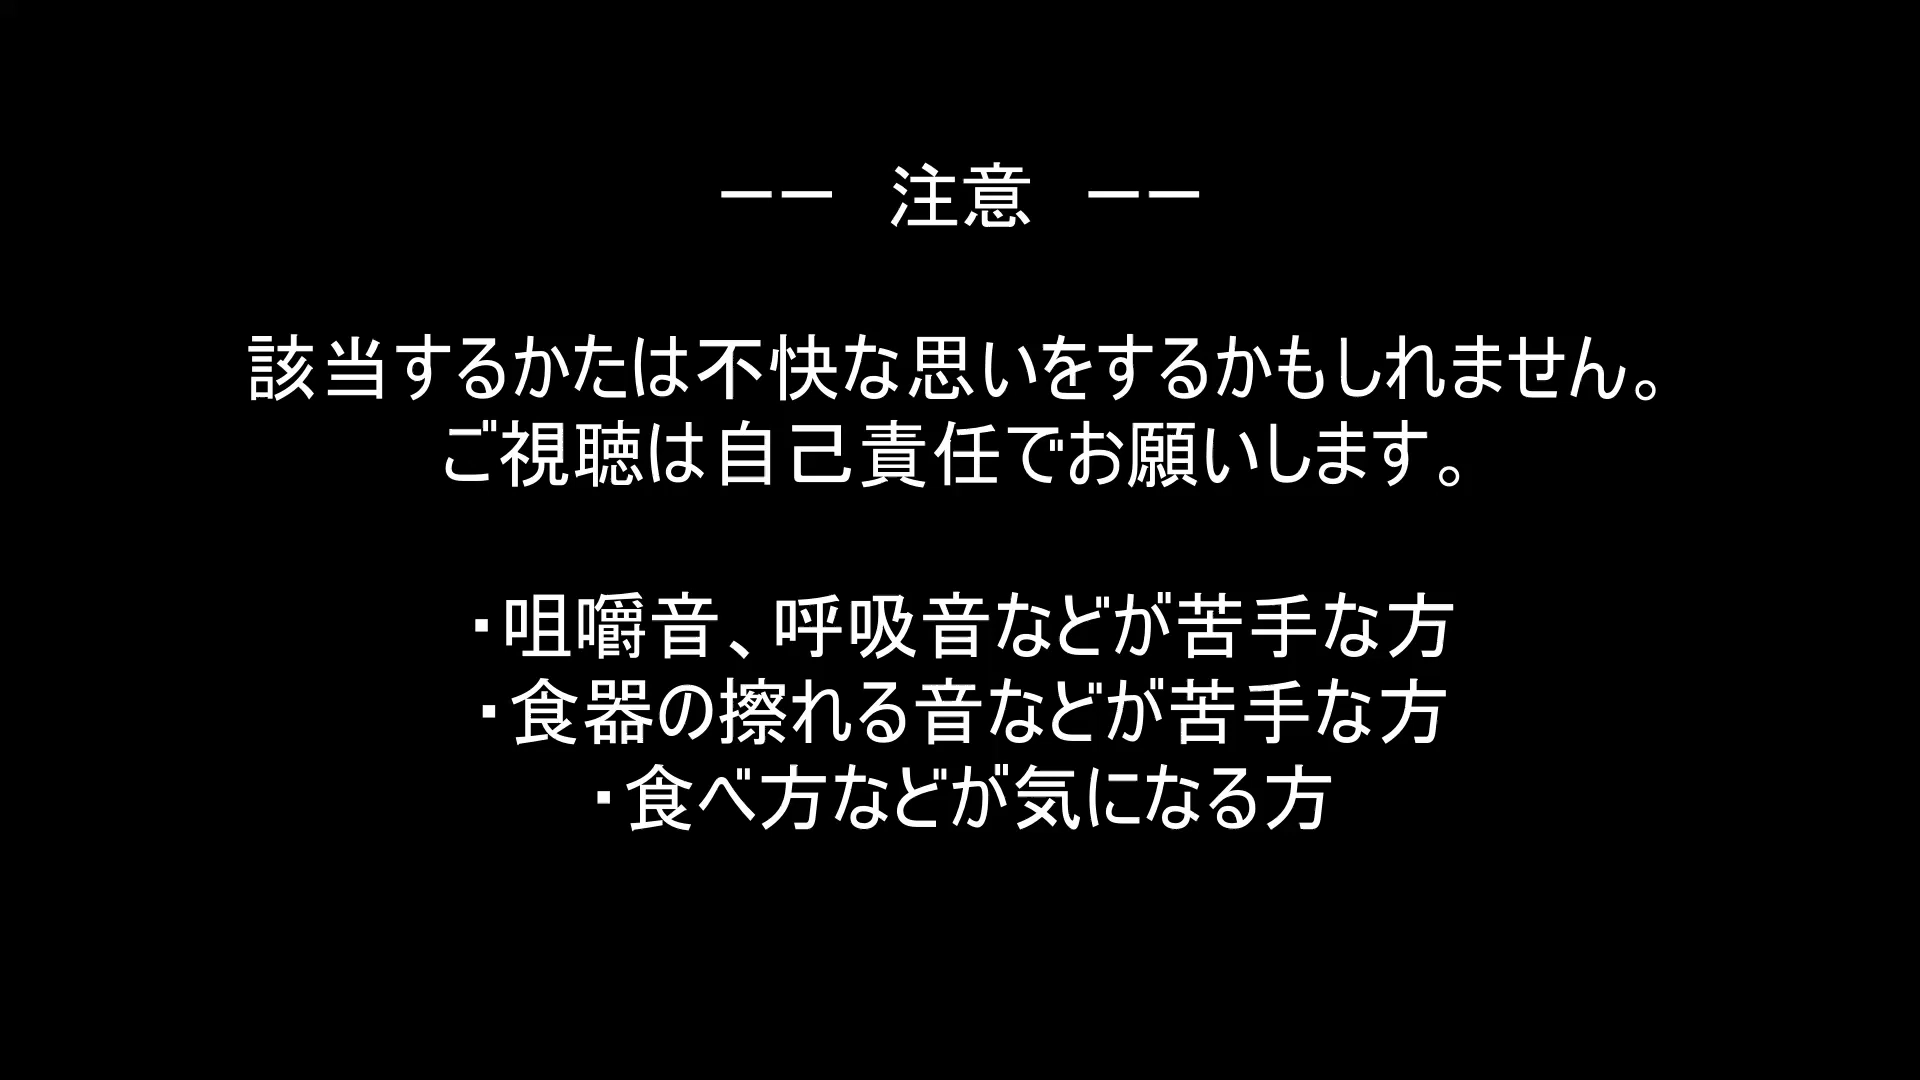 ーー　注意　ーー
該当するかたは不快な思いをするかもしれません。
ご視聴は自己責任でお願いします。
・咀嚼音、呼吸音などが苦手な方
・食器の擦れる音などが苦手な方
・食べ方などが気になる方